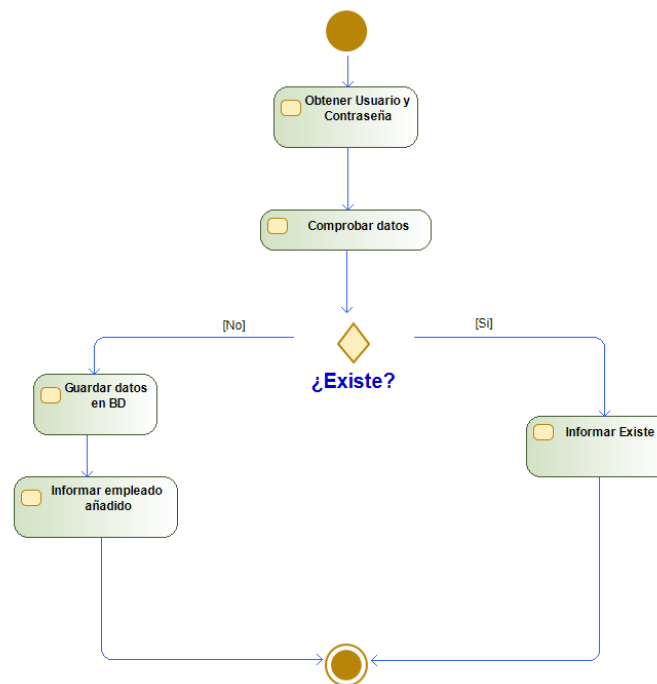 Obtener Usuario y
Contraseña
Comprobar datos
[No]
[Si]
¿Existe?
Guardar datos
en BD
Informar Existe
Informar empleado
añadido